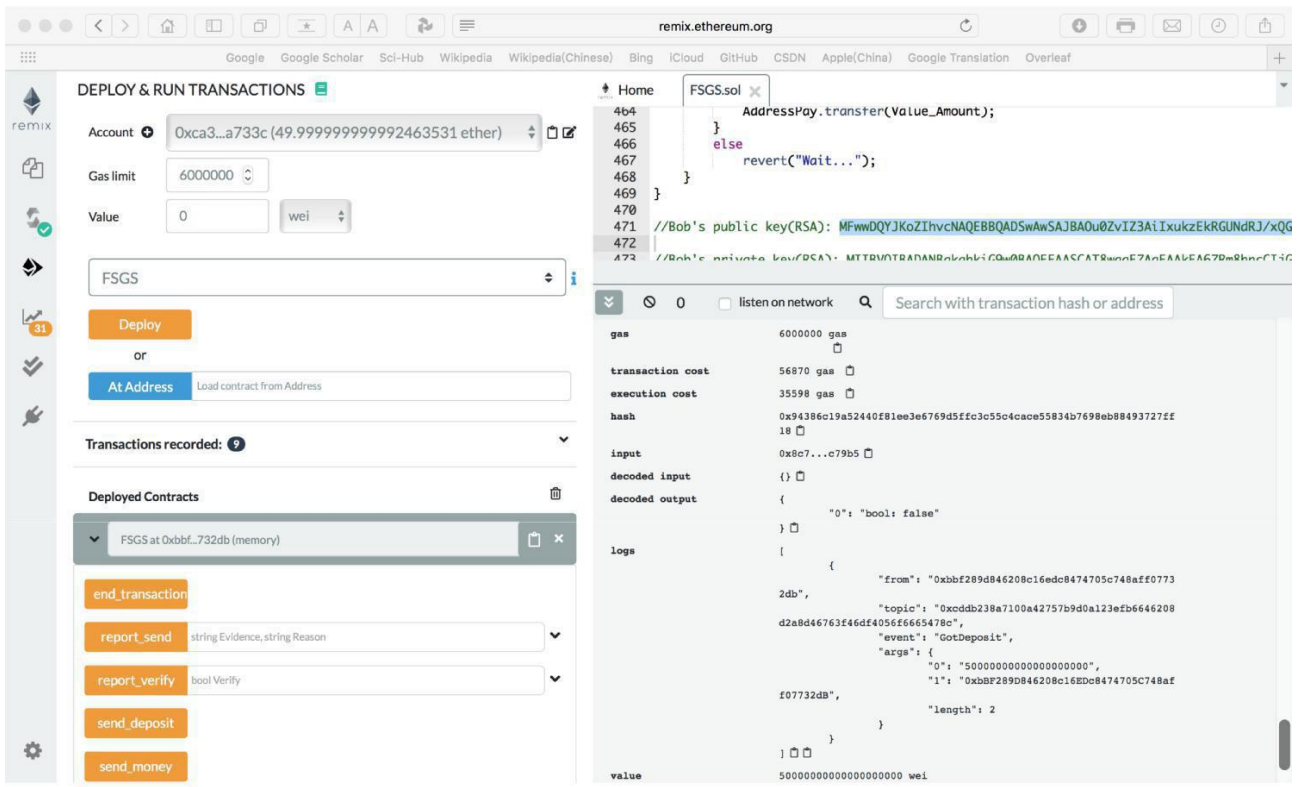 remix.ethereum.org
Google Google Scholar Sci-Hub Wikipedia Wikipedia(Chinese) Bing iCloud GitHub CSDN Apple(China) Google Translation Overleaf
remix
31
DEPLOY & RUN TRANSACTIONS
Account 0xca3...a733c (49.999999999992463531 ether)
Gas limit 6000000
Value 0 wei
FSGS
Deploy
or
At Address Load contract from Address
Transactions recorded: 9
Deployed Contracts
FSGS at 0xbbf...732db (memory)
end_transaction
report_send string Evidence, string Reason
report_verify bool Verify
send_deposit
send_money
Home FSGS.sol
464 AddressPay.transfer(Value_Amount);
465 }
466 else
467 revert("Wait...");
468 }
469 }
470
471 //Bob's public key(RSA): MFwwDQYJKoZIhvcNAQEBBQADSwAwSAJBAOu0ZvIZ3AiIxukzEkRGUNdRJ/xQG
472
473 //Bob's private key(RSA):
0 listen on network Search with transaction hash or address
gas 6000000 gas
transaction cost 56870 gas
execution cost 35598 gas
hash 0x94386c19a52440f81ee3e6769d5ffc3c55c4cace55834b7698eb88493727ff
18
input 0x8c7...c79b5
decoded input {}
decoded output {
"0": "bool: false"
}
logs [
{
"from": "0xbbf289d846208c16edc8474705c748aff0773
2db",
"topic": "0xcddb238a7100a42757b9d0a123efb6646208
d2a8d46763f46df4056f6665478c",
"event": "GotDeposit",
"args": {
"0": "50000000000000000000",
"1": "0xbBF289D846208c16EDc8474705C748af
f07732dB",
"length": 2
}
}
]
value 50000000000000000000 wei